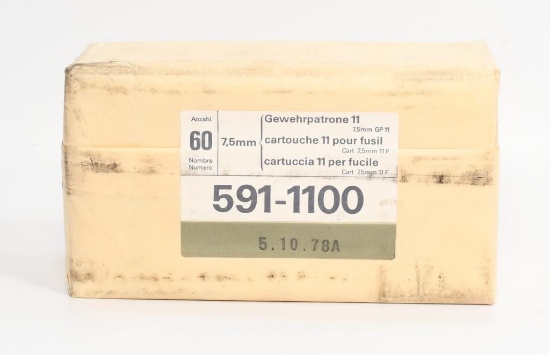 Anzahl
60
Nombre
Numero
7,5mm
Gewehrpatrone 11
7,5mm GP 11
cartouche 11 pour fusil
Cart 7,5mm 11 F
cartuccia 11 per fucile
Cart 7,5mm 11 F
591-1100
5.10.78A